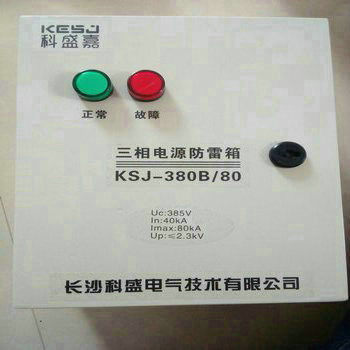 KESJ
科盛嘉
正常 故障
三相电源防雷箱
KSJ-380B/80
Uc:385V
In:40kA
Imax:80kA
Up:≤2.3kV
长沙科盛电气技术有限公司